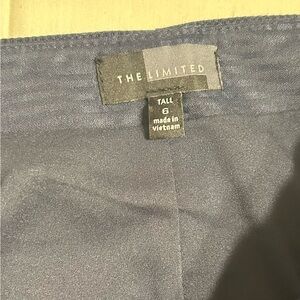 THE LIMITED
TALL
6
made in
vietnam